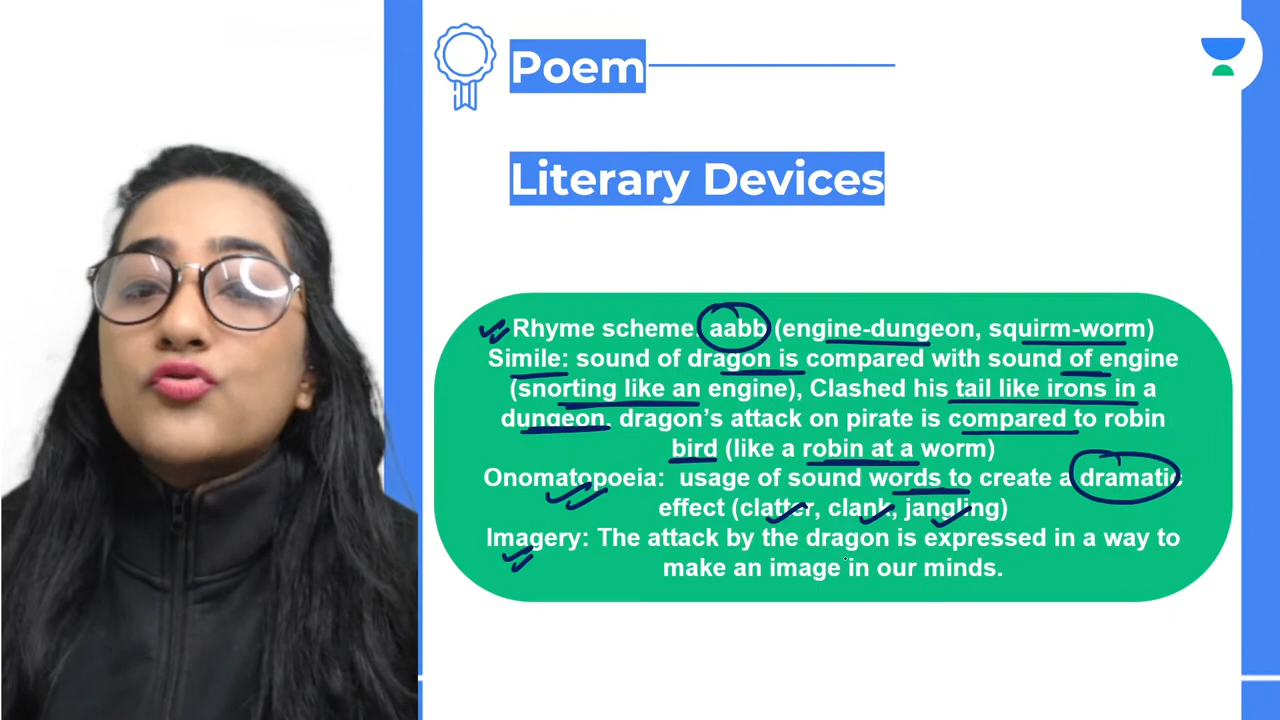 Poem
Literary Devices
Rhyme scheme: aabb (engine-dungeon, squirm-worm)
Simile: sound of dragon is compared with sound of engine
(snorting like an engine), Clashed his tail like irons in a
dungeon, dragon's attack on pirate is compared to robin
bird (like a robin at a worm)
Onomatopoeia: usage of sound words to create a dramatic
effect (clatter, clank, jangling)
Imagery: The attack by the dragon is expressed in a way to
make an image in our minds.